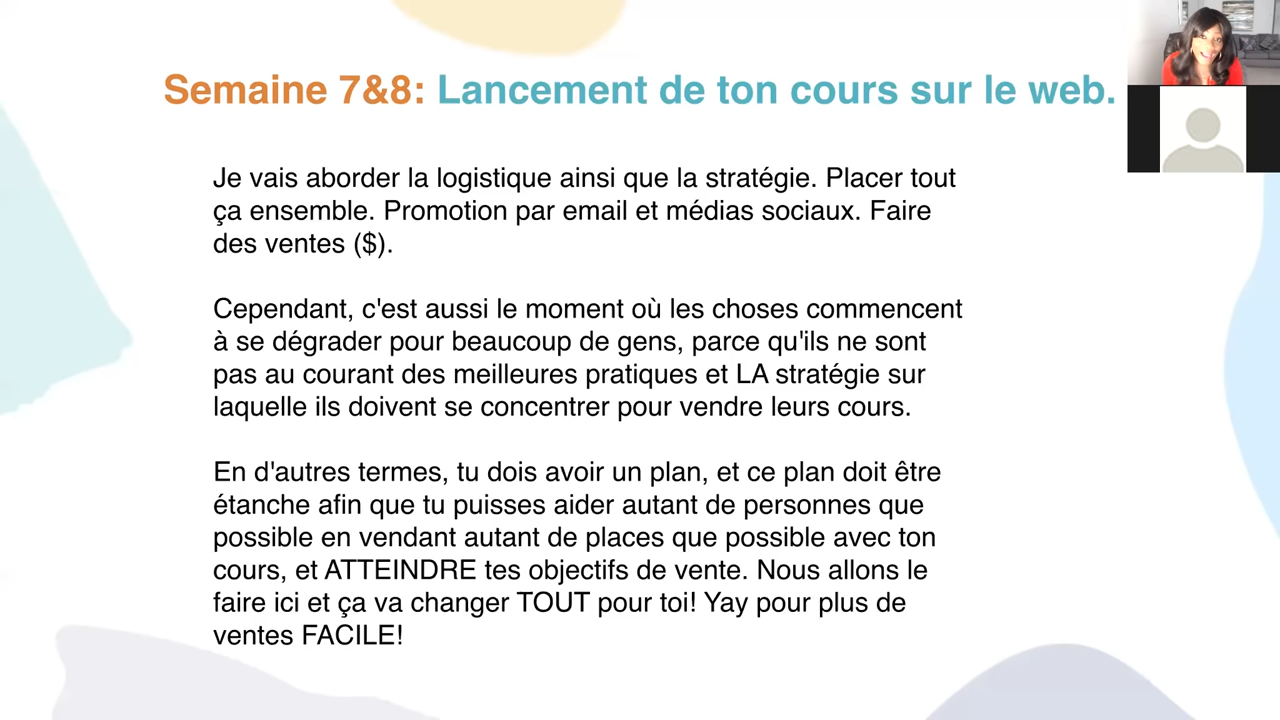 Semaine 7&8: Lancement de ton cours sur le web.
Je vais aborder la logistique ainsi que la stratégie. Placer tout
ça ensemble. Promotion par email et médias sociaux. Faire
des ventes ($).
Cependant, c'est aussi le moment où les choses commencent
à se dégrader pour beaucoup de gens, parce qu'ils ne sont
pas au courant des meilleures pratiques et LA stratégie sur
laquelle ils doivent se concentrer pour vendre leurs cours.
En d'autres termes, tu dois avoir un plan, et ce plan doit être
étanche afin que tu puisses aider autant de personnes que
possible en vendant autant de places que possible avec ton
cours, et ATTEINDRE tes objectifs de vente. Nous allons le
faire ici et ça va changer TOUT pour toi! Yay pour plus de
ventes FACILE!